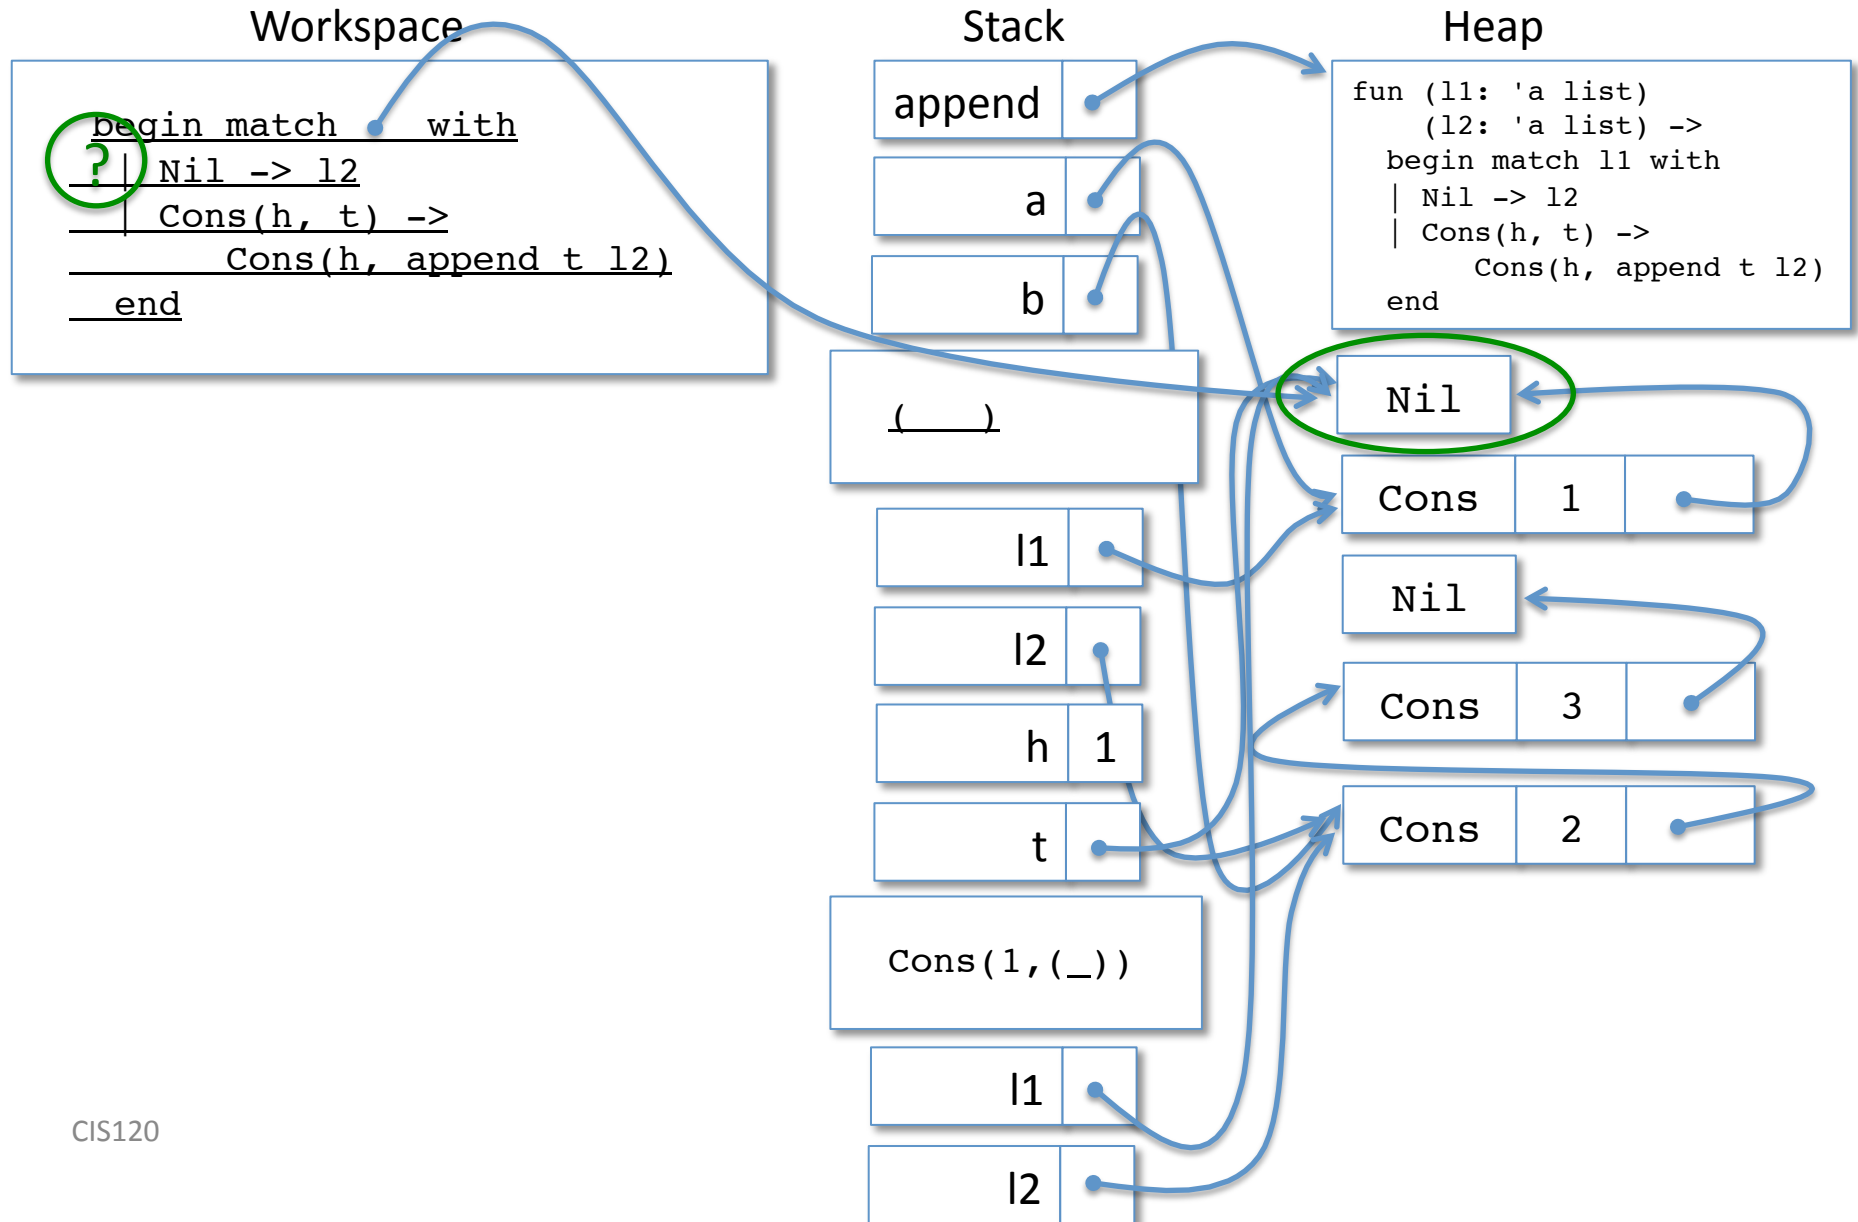 Workspace
begin match with
? | Nil -> l2
| Cons(h, t) ->
Cons(h, append t l2)
end
CIS120
Stack
append
a
b
(____)
l1
l2
h 1
t
Cons(1,(_))
l1
l2
Heap
fun (l1: 'a list)
(l2: 'a list) ->
begin match l1 with
| Nil -> l2
| Cons(h, t) ->
Cons(h, append t l2)
end
Nil
Cons 1
Nil
Cons 3
Cons 2